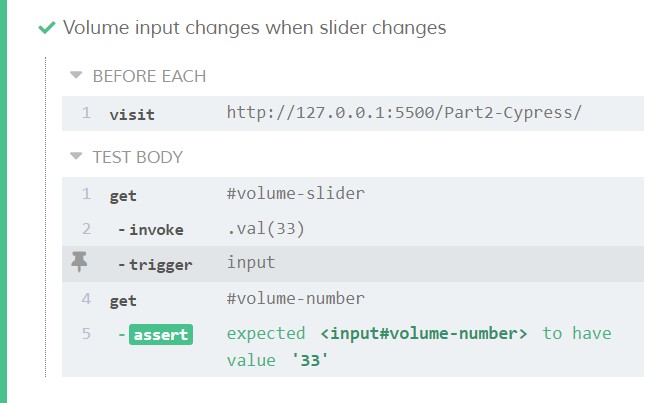 Volume input changes when slider changes
BEFORE EACH
1 visit http://127.0.0.1:5500/Part2-Cypress/
TEST BODY
1 get #volume-slider
2 -invoke .val(33)
-trigger input
4 get #volume-number
5 -assert expected <input#volume-number> to have
value '33'